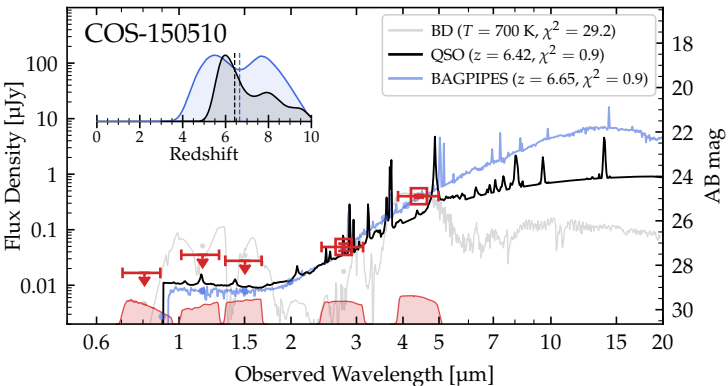 COS-150510
BD (T = 700 K, χ² = 29.2)
QSO (z = 6.42, χ² = 0.9)
BAGPIPES (z = 6.65, χ² = 0.9)
0 2 4 6 8 10
Redshift
100
10
1
0.1
0.01
Flux Density [μJy]
18
20
22
24
26
28
30
AB mag
0.6 1 1.5 2 3 4 5 10 15 20
Observed Wavelength [μm]